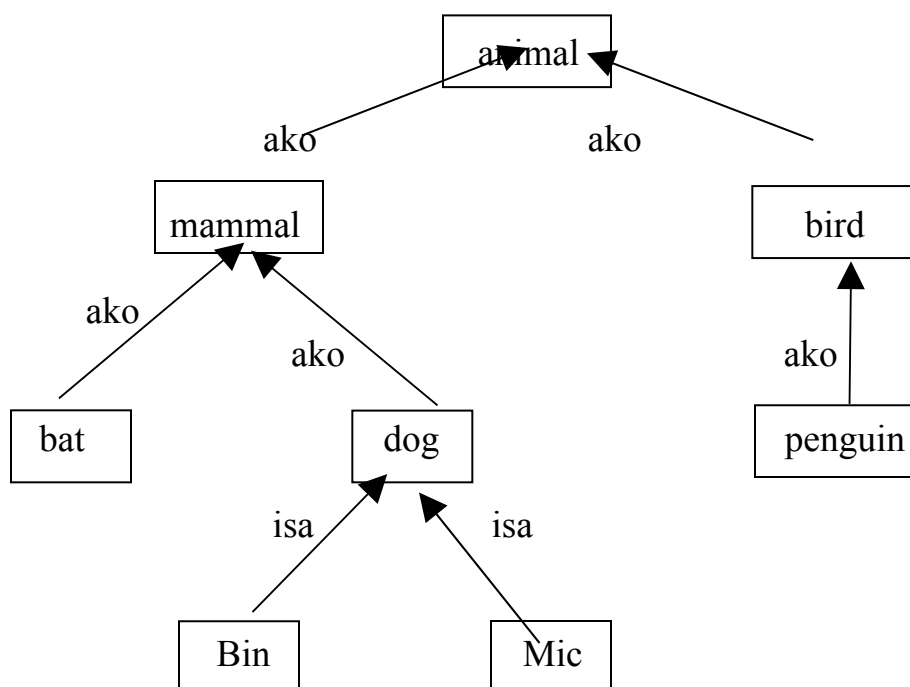 animal
ako
ako
mammal
bird
ako
ako
ako
bat
dog
penguin
isa
isa
Bin
Mic